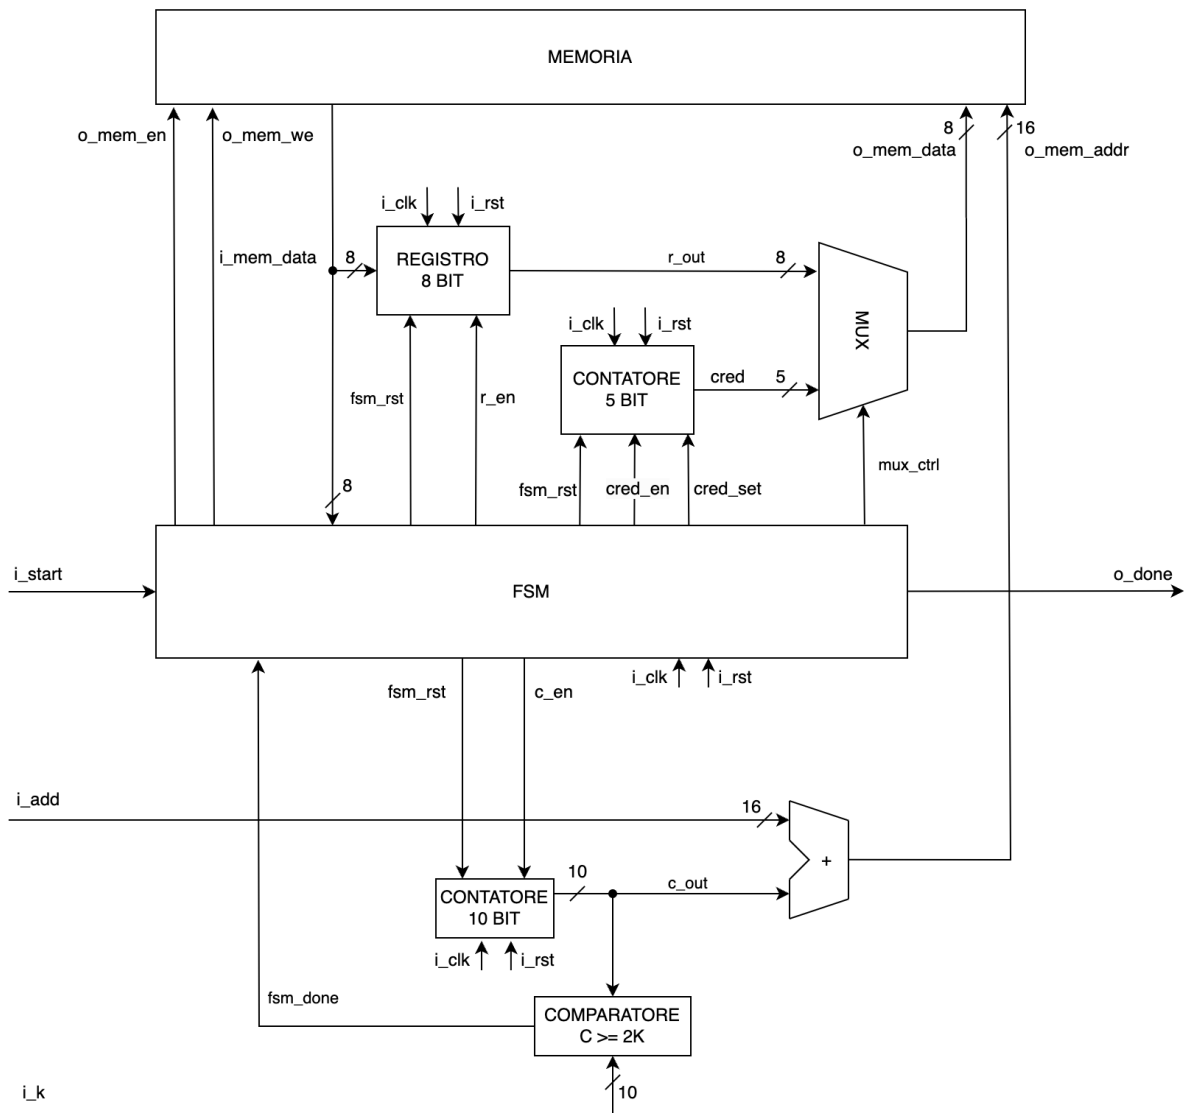 MEMORIA
o_mem_en
o_mem_we
8
16
o_mem_data
o_mem_addr
i_clk
i_rst
i_mem_data
8
REGISTRO
8 BIT
r_out
8
i_clk
i_rst
MUX
CONTATORE
5 BIT
cred
5
fsm_rst
r_en
mux_ctrl
8
fsm_rst
cred_en
cred_set
i_start
FSM
o_done
i_clk
i_rst
fsm_rst
c_en
i_add
16
+
10
c_out
CONTATORE
10 BIT
i_clk
i_rst
fsm_done
COMPARATORE
C >= 2K
i_k
10